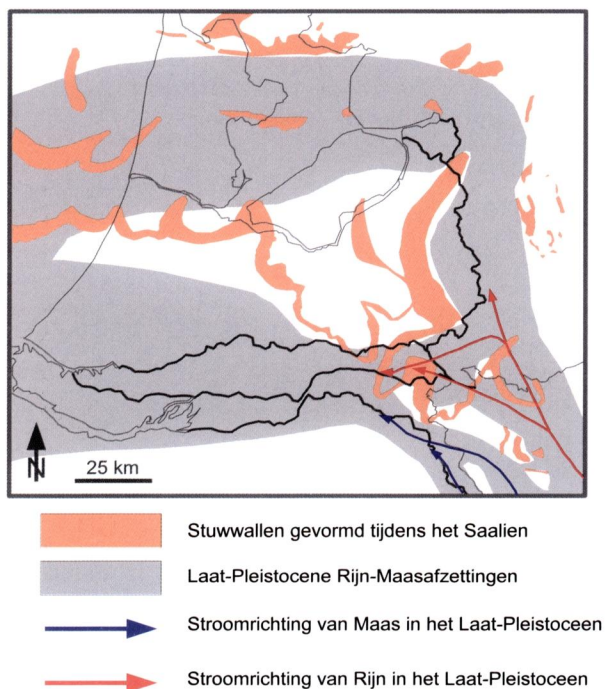 N
25 km
Stuwwallen gevormd tijdens het Saalien
Laat-Pleistocene Rijn-Maasafzettingen
Stroomrichting van Maas in het Laat-Pleistoceen
Stroomrichting van Rijn in het Laat-Pleistoceen